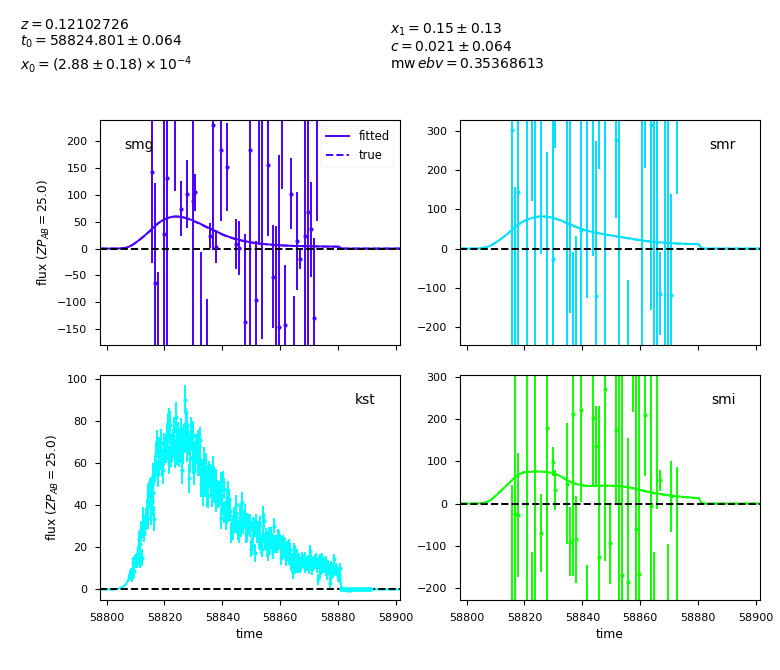 z = 0.12102726
t0 = 58824.801 ± 0.064
x0 = (2.88 ± 0.18) × 10^−4
x1 = 0.15 ± 0.13
c = 0.021 ± 0.064
mw ebv = 0.35368613
smg
fitted
true
200
150
100
50
0
−50
−100
−150
flux (ZP_AB = 25.0)
smr
300
200
100
0
−100
−200
kst
100
80
60
40
20
0
flux (ZP_AB = 25.0)
58800 58820 58840 58860 58880 58900
time
smi
300
200
100
0
−100
−200
58800 58820 58840 58860 58880 58900
time